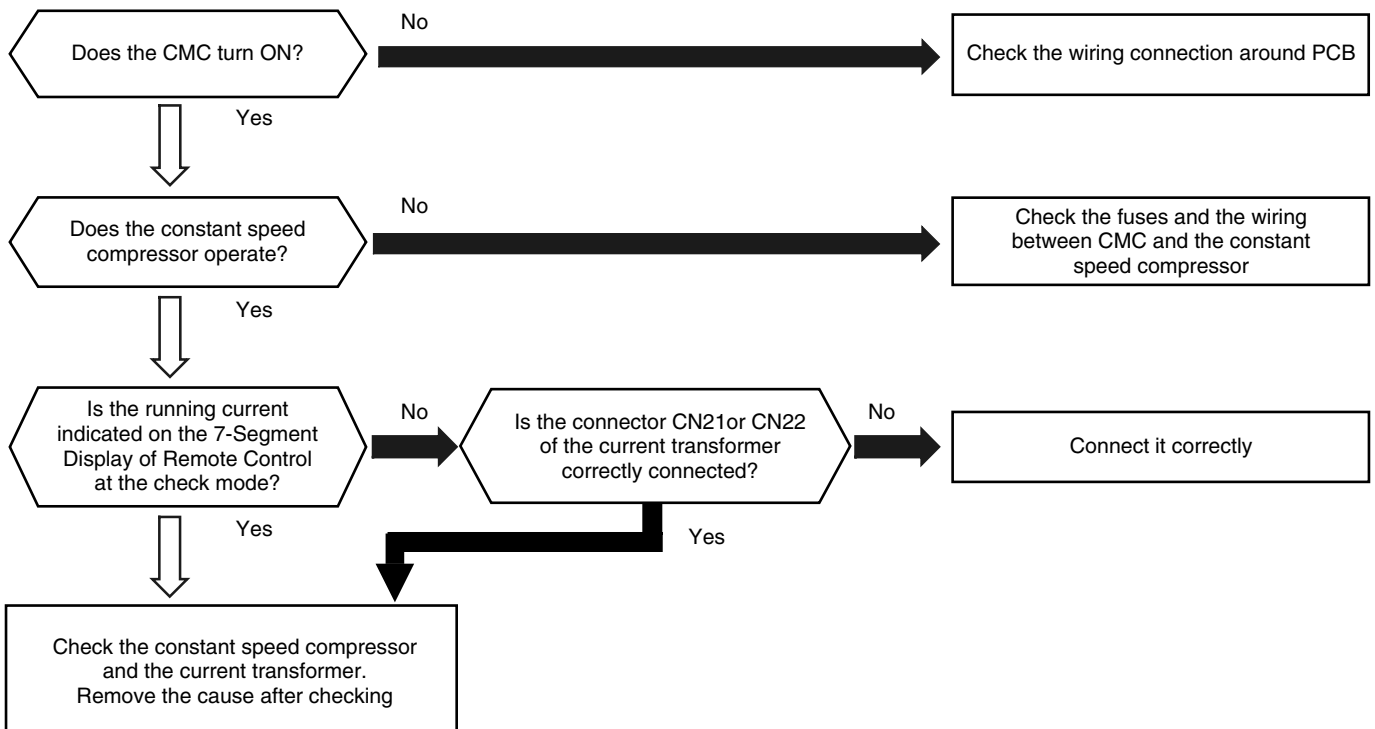 Does the CMC turn ON?
No
Check the wiring connection around PCB
Yes
Does the constant speed
compressor operate?
No
Check the fuses and the wiring
between CMC and the constant
speed compressor
Yes
Is the running current
indicated on the 7-Segment
Display of Remote Control
at the check mode?
No
Is the connector CN21or CN22
of the current transformer
correctly connected?
No
Connect it correctly
Yes
Yes
Check the constant speed compressor
and the current transformer.
Remove the cause after checking